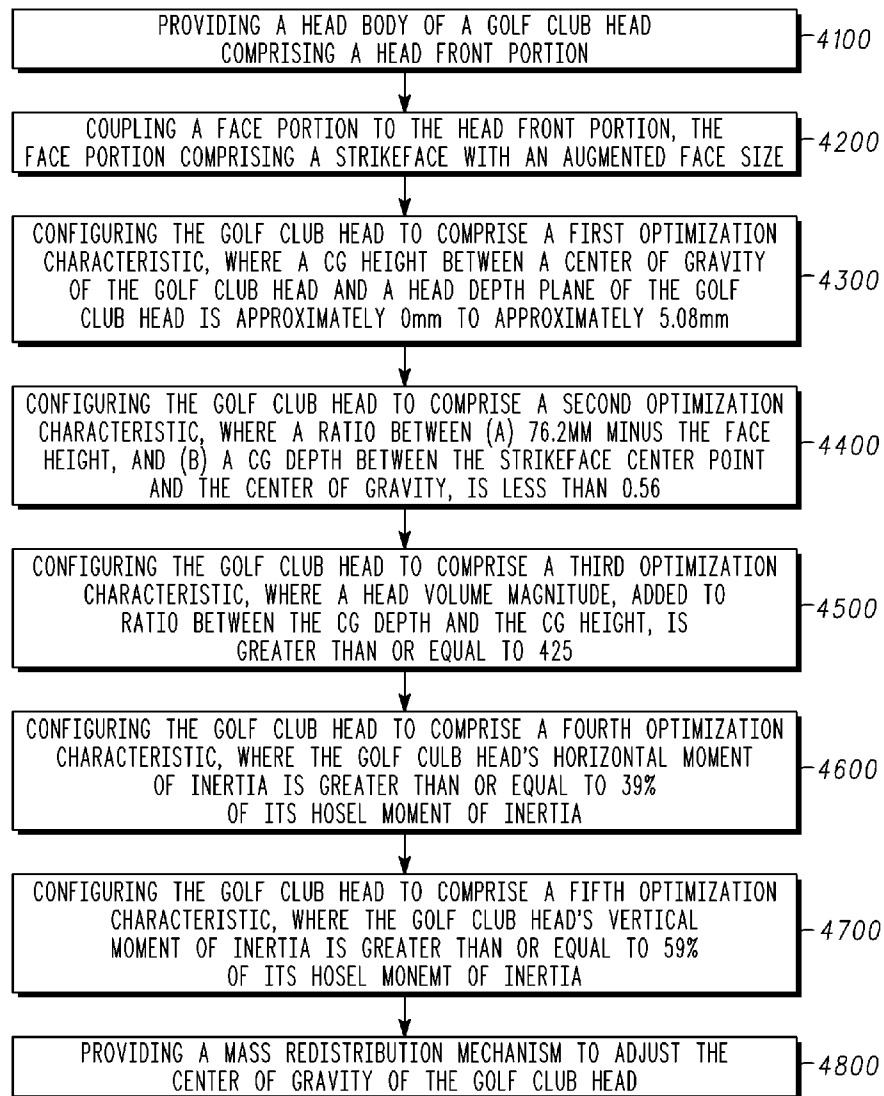 PROVIDING A HEAD BODY OF A GOLF CLUB HEAD
COMPRISING A HEAD FRONT PORTION
4100
COUPLING A FACE PORTION TO THE HEAD FRONT PORTION, THE
FACE PORTION COMPRISING A STRIKEFACE WITH AN AUGMENTED FACE SIZE
4200
CONFIGURING THE GOLF CLUB HEAD TO COMPRISE A FIRST OPTIMIZATION
CHARACTERISTIC, WHERE A CG HEIGHT BETWEEN A CENTER OF GRAVITY
OF THE GOLF CLUB HEAD AND A HEAD DEPTH PLANE OF THE GOLF
CLUB HEAD IS APPROXIMATELY 0mm TO APPROXIMATELY 5.08mm
4300
CONFIGURING THE GOLF CLUB HEAD TO COMPRISE A SECOND OPTIMIZATION
CHARACTERISTIC, WHERE A RATIO BETWEEN (A) 76.2MM MINUS THE FACE
HEIGHT, AND (B) A CG DEPTH BETWEEN THE STRIKEFACE CENTER POINT
AND THE CENTER OF GRAVITY, IS LESS THAN 0.56
4400
CONFIGURING THE GOLF CLUB HEAD TO COMPRISE A THIRD OPTIMIZATION
CHARACTERISTIC, WHERE A HEAD VOLUME MAGNITUDE, ADDED TO
RATIO BETWEEN THE CG DEPTH AND THE CG HEIGHT, IS
GREATER THAN OR EQUAL TO 425
4500
CONFIGURING THE GOLF CLUB HEAD TO COMPRISE A FOURTH OPTIMIZATION
CHARACTERISTIC, WHERE THE GOLF CULB HEAD'S HORIZONTAL MOMENT
OF INERTIA IS GREATER THAN OR EQUAL TO 39%
OF ITS HOSEL MOMENT OF INERTIA
4600
CONFIGURING THE GOLF CLUB HEAD TO COMPRISE A FIFTH OPTIMIZATION
CHARACTERISTIC, WHERE THE GOLF CLUB HEAD'S VERTICAL
MOMENT OF INERTIA IS GREATER THAN OR EQUAL TO 59%
OF ITS HOSEL MONEMT OF INERTIA
4700
PROVIDING A MASS REDISTRIBUTION MECHANISM TO ADJUST THE
CENTER OF GRAVITY OF THE GOLF CLUB HEAD
4800